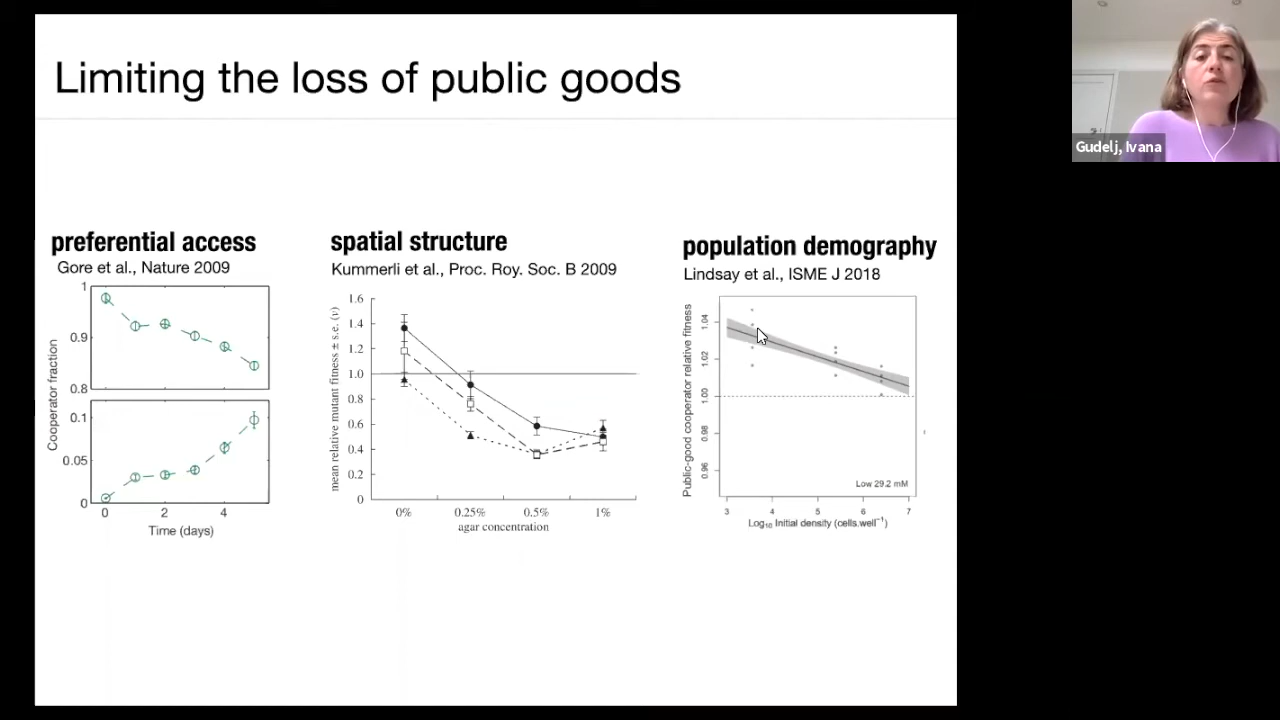 Limiting the loss of public goods
Gudelj, Ivana
preferential access
Gore et al., Nature 2009
1
0.9
0.8
0.1
0.05
0
Cooperator fraction
0
2
4
Time (days)
spatial structure
Kummerli et al., Proc. Roy. Soc. B 2009
mean relative mutant fitness ± s.e. (v)
1.6
1.4
1.2
1.0
0.8
0.6
0.4
0.2
0
0%
0.25%
0.5%
1%
agar concentration
population demography
Lindsay et al., ISME J 2018
Public-good cooperator relative fitness
1.04
1.02
1.00
0.98
0.96
Low 29.2 mM
3
4
5
6
7
Log10 Initial density (cells.well⁻¹)